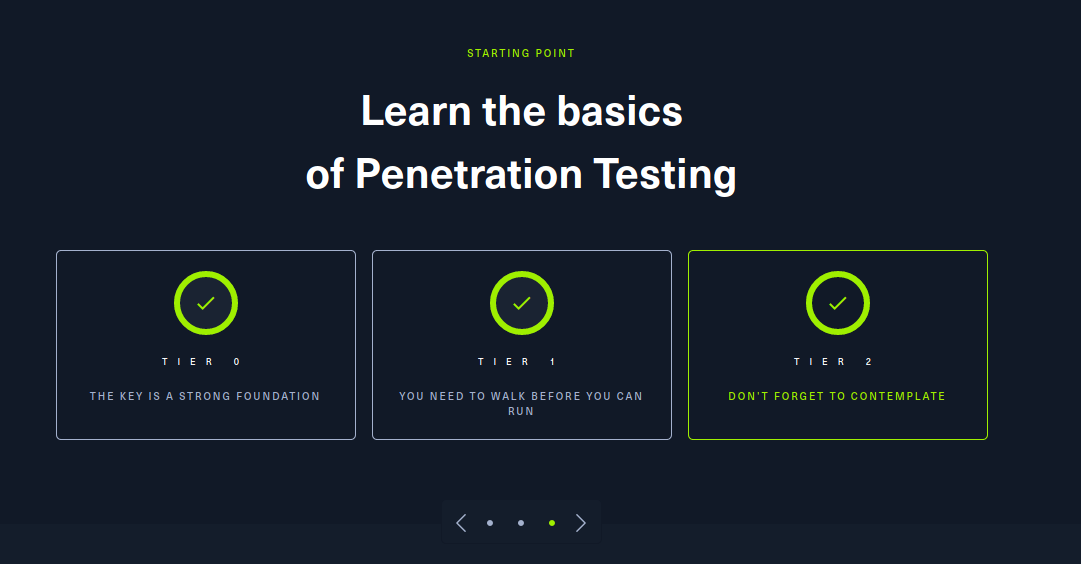 STARTING POINT
Learn the basics
of Penetration Testing
TIER 0
THE KEY IS A STRONG FOUNDATION
TIER 1
YOU NEED TO WALK BEFORE YOU CAN
RUN
TIER 2
DON'T FORGET TO CONTEMPLATE